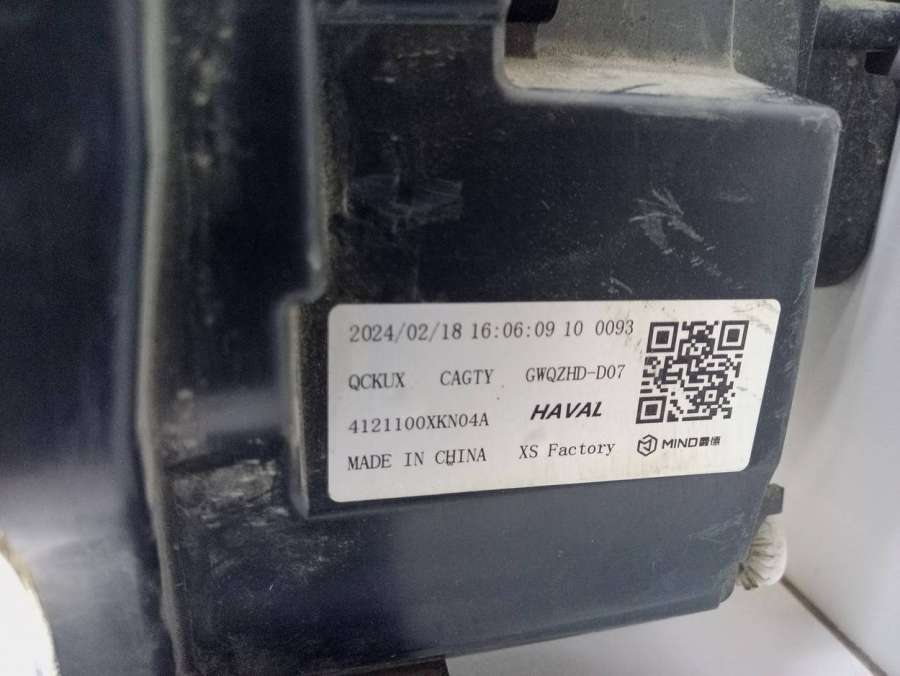 2024/02/18 16:06:09 10 0093
QCKUX CAGTY GWQZHD-D07
4121100XKN04A HAVAL
MADE IN CHINA XS Factory MIND